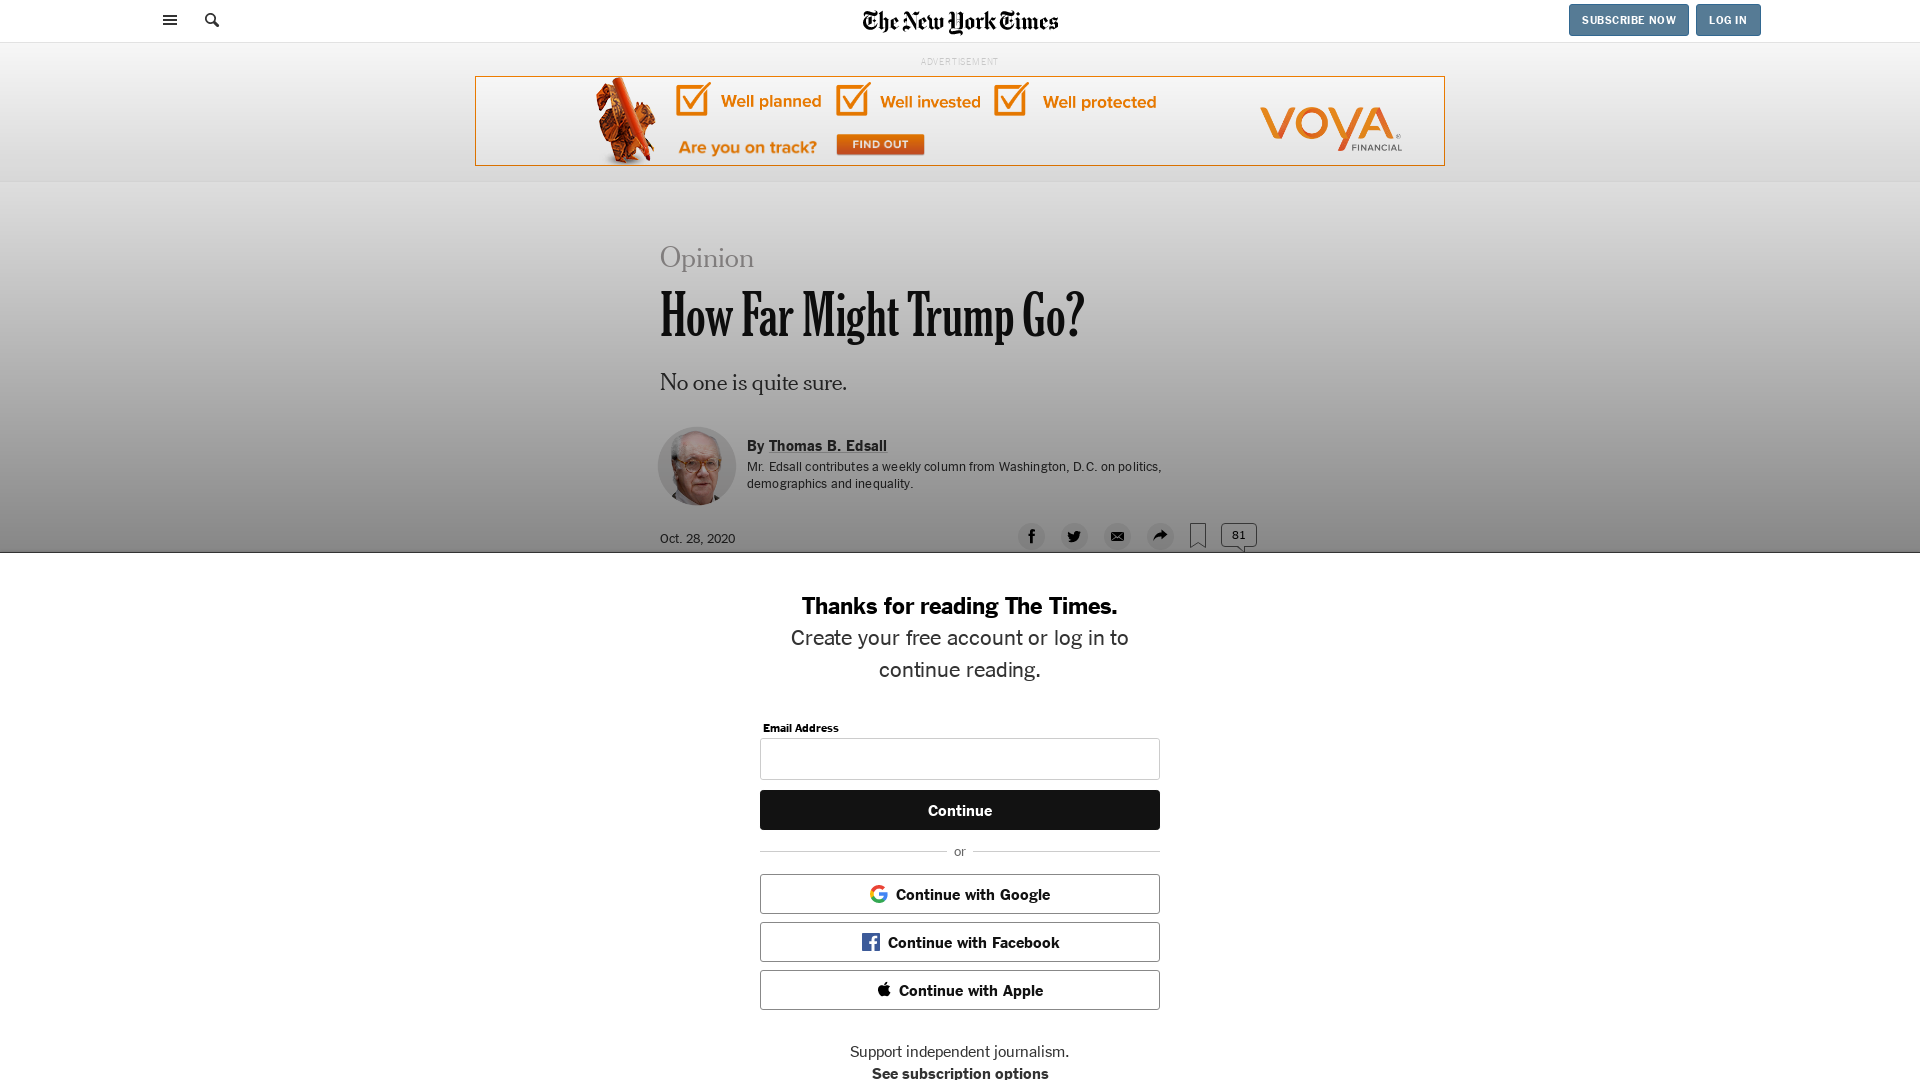 The New York Times
SUBSCRIBE NOW
LOG IN
ADVERTISEMENT
Well planned
Well invested
Well protected
Are you on track?
FIND OUT
VOYA®
FINANCIAL
Opinion
How Far Might Trump Go?
No one is quite sure.
By Thomas B. Edsall
Mr. Edsall contributes a weekly column from Washington, D.C. on politics,
demographics and inequality.
Oct. 28, 2020
81
Thanks for reading The Times.
Create your free account or log in to
continue reading.
Email Address
Continue
or
Continue with Google
Continue with Facebook
Continue with Apple
Support independent journalism.
See subscription options